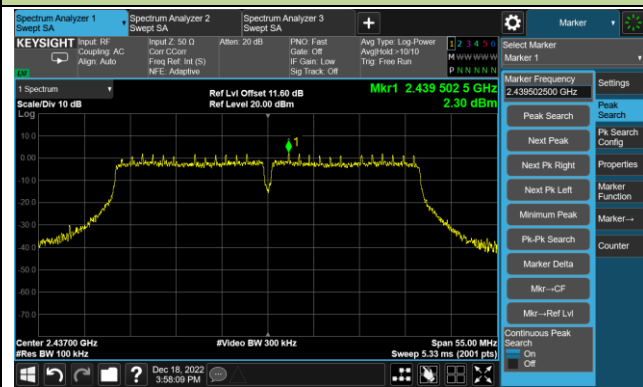 Spectrum Analyzer 1
Swept SA
Spectrum Analyzer 2
Swept SA
Spectrum Analyzer 3
Swept SA
+
Marker
KEYSIGHT
Input: RF
Coupling: AC
Align: Auto
Input Z: 50 Ω
Corr CCorr
Freq Ref: Int (S)
NFE: Adaptive
Atten: 20 dB
PNO: Fast
Gate: Off
IF Gain: Low
Sig Track: Off
Avg Type: Log-Power
Avg|Hold:>10/10
Trig: Free Run
1 2 3 4 5 6
M W W W W W
P N N N N N
Select Marker
Marker 1
LXI
1 Spectrum
Scale/Div 10 dB
Log
Ref Lvl Offset 11.60 dB
Ref Level 20.00 dBm
Mkr1 2.439 502 5 GHz
2.30 dBm
10.0
0.00
-10.0
-20.0
-30.0
-40.0
-50.0
-60.0
-70.0
1
Center 2.43700 GHz
#Res BW 100 kHz
#Video BW 300 kHz
Span 55.00 MHz
Sweep 5.33 ms (2001 pts)
Marker Frequency
2.439502500 GHz
Peak Search
Next Peak
Next Pk Right
Next Pk Left
Minimum Peak
Pk-Pk Search
Marker Delta
Mkr→CF
Mkr→Ref Lvl
Continuous Peak
Search
On
Off
Settings
Peak
Search
Pk Search
Config
Properties
Marker
Function
Marker→
Counter
?
Dec 18, 2022
3:58:09 PM